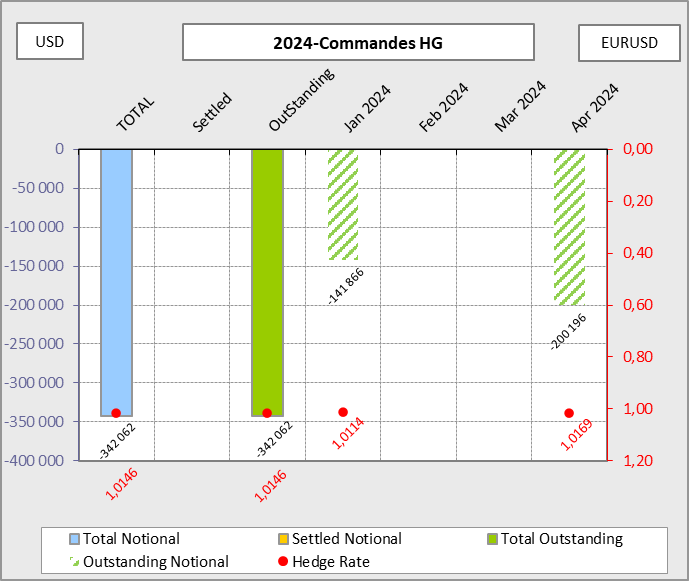 USD
2024-Commandes HG
EURUSD
TOTAL
Settled
OutStanding
Jan 2024
Feb 2024
Mar 2024
Apr 2024
0
-50 000
-100 000
-150 000
-200 000
-250 000
-300 000
-350 000
-400 000
0,00
0,20
0,40
0,60
0,80
1,00
1,20
-342 062
-342 062
-141 866
-200 196
1,0146
1,0146
1,0114
1,0169
Total Notional
Settled Notional
Total Outstanding
Outstanding Notional
Hedge Rate